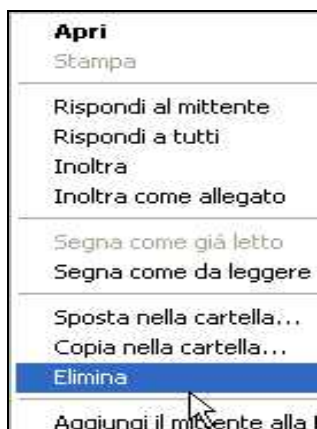 Apri
Stampa
Rispondi al mittente
Rispondi a tutti
Inoltra
Inoltra come allegato
Segna come già letto
Segna come da leggere
Sposta nella cartella...
Copia nella cartella...
Elimina
Aggiungi il mittente alla